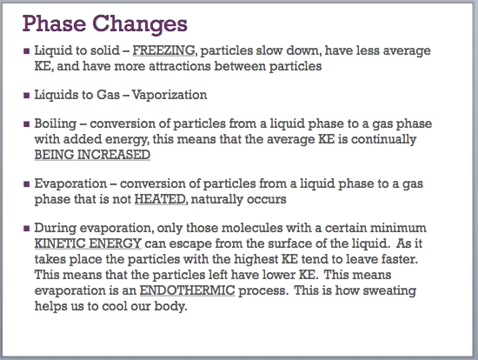 Phase Changes
Liquid to solid – FREEZING, particles slow down, have less average
KE, and have more attractions between particles
Liquids to Gas – Vaporization
Boiling – conversion of particles from a liquid phase to a gas phase
with added energy, this means that the average KE is continually
BEING INCREASED
Evaporation – conversion of particles from a liquid phase to a gas
phase that is not HEATED, naturally occurs
During evaporation, only those molecules with a certain minimum
KINETIC ENERGY can escape from the surface of the liquid. As it
takes place the particles with the highest KE tend to leave faster.
This means that the particles left have lower KE. This means
evaporation is an ENDOTHERMIC process. This is how sweating
helps us to cool our body.